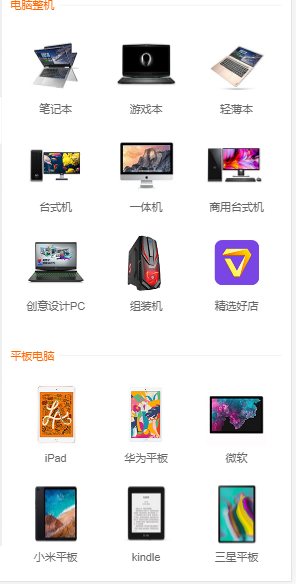 电脑整机
笔记本
游戏本
轻薄本
台式机
一体机
商用台式机
创意设计PC
组装机
精选好店
平板电脑
iPad
华为平板
微软
小米平板
kindle
三星平板